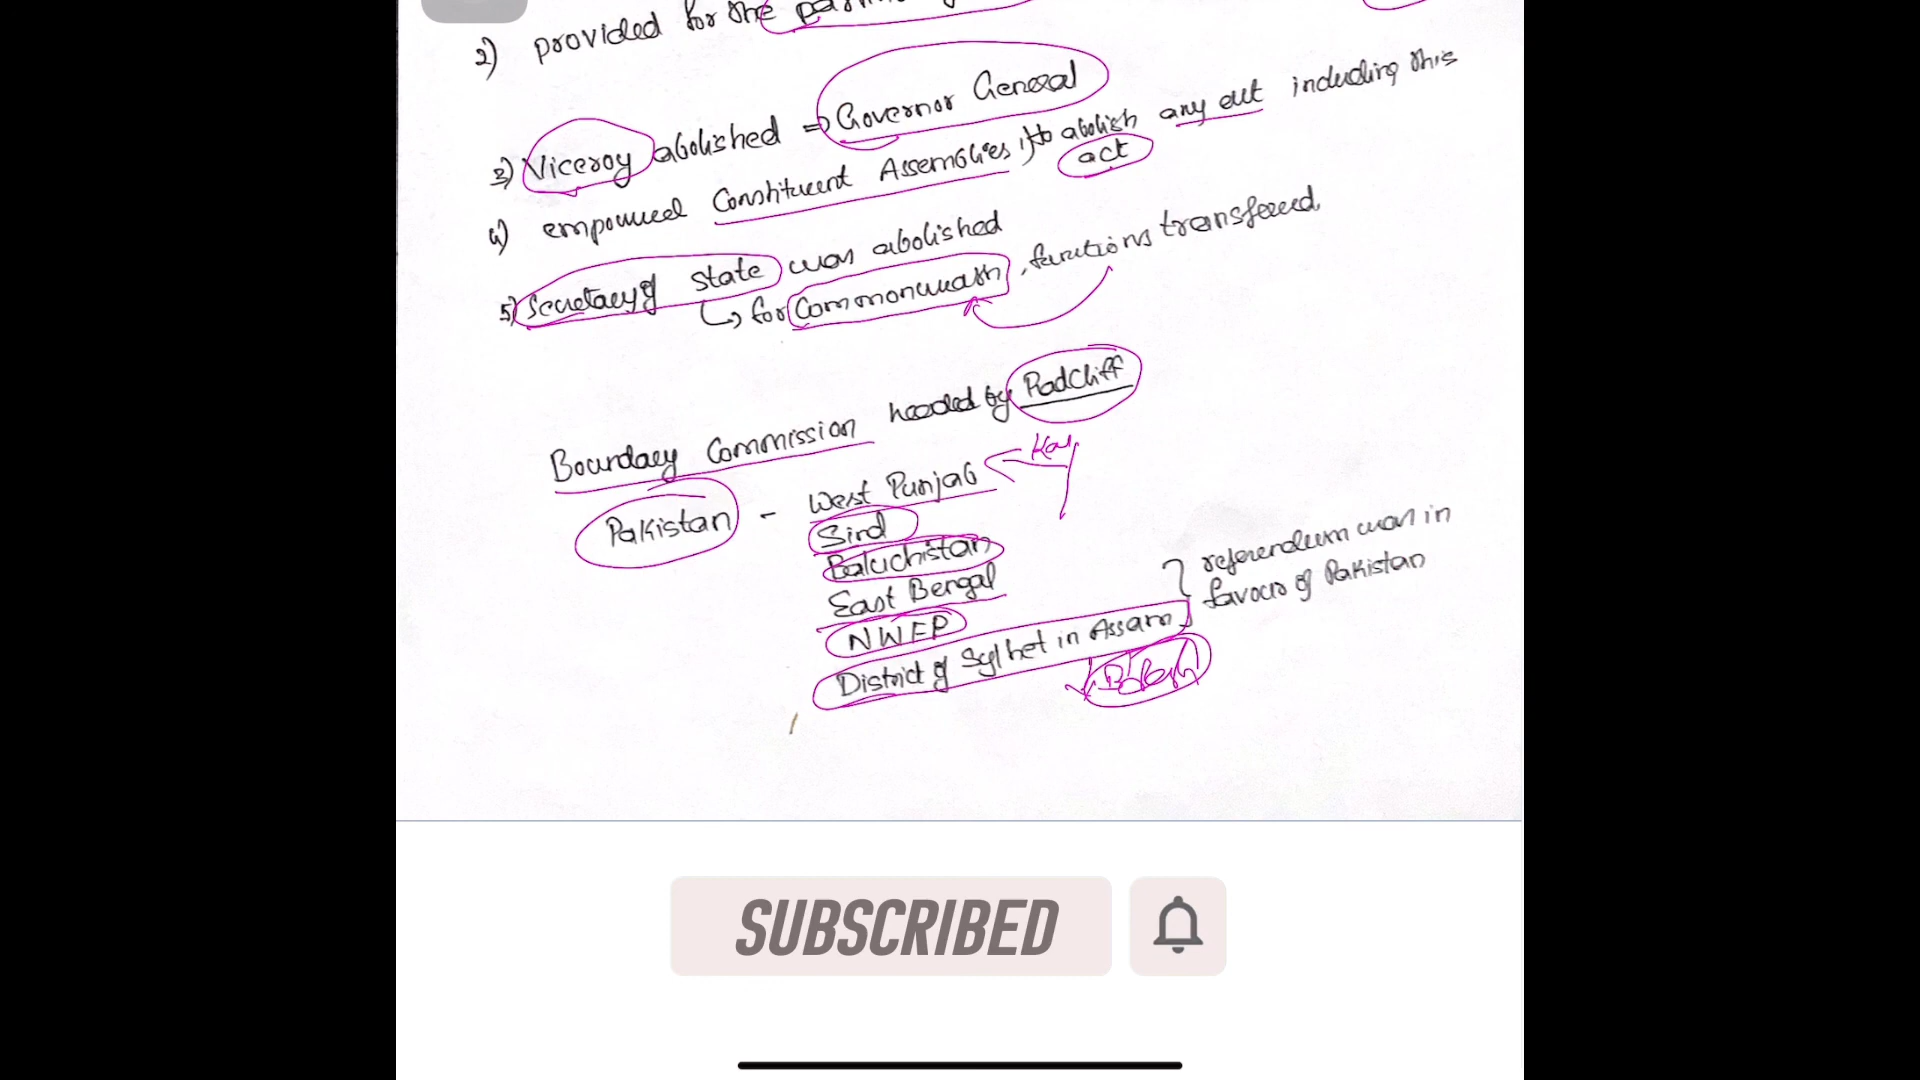 2) provided for the
3) Viceroy abolished ⇒ Governor General
4) empowered Constituent Assemblies, to abolish any act including this
act
5) Secretary of State was abolished
↳ for Commonwealth, functions transferred
Boundary Commission headed by Radcliff
Pakistan – West Punjab
Sind
Baluchistan
East Bengal
NWFP
District of Sylhet in Assam } referendum was in
favour of Pakistan
SUBSCRIBED